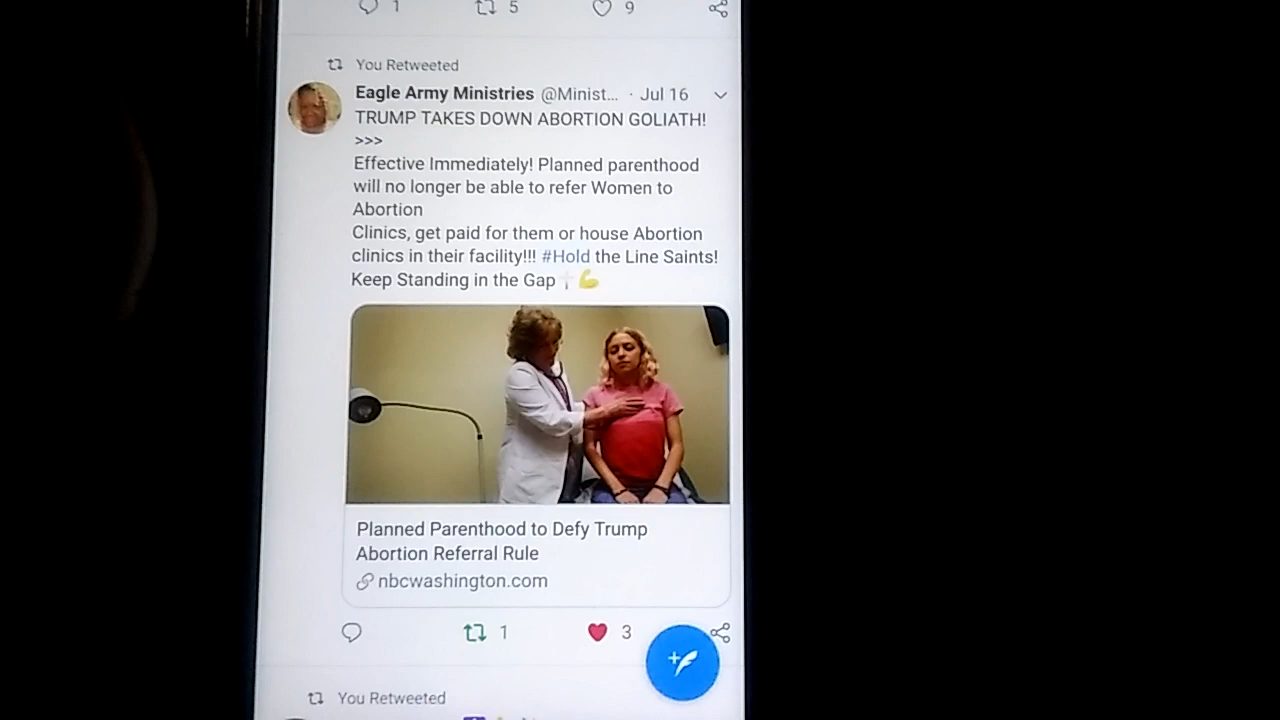 1 5 9
You Retweeted
Eagle Army Ministries @Minist... · Jul 16
TRUMP TAKES DOWN ABORTION GOLIATH!
>>>
Effective Immediately! Planned parenthood
will no longer be able to refer Women to
Abortion
Clinics, get paid for them or house Abortion
clinics in their facility!!! #Hold the Line Saints!
Keep Standing in the Gap✝️💪
Planned Parenthood to Defy Trump
Abortion Referral Rule
nbcwashington.com
1 3
You Retweeted